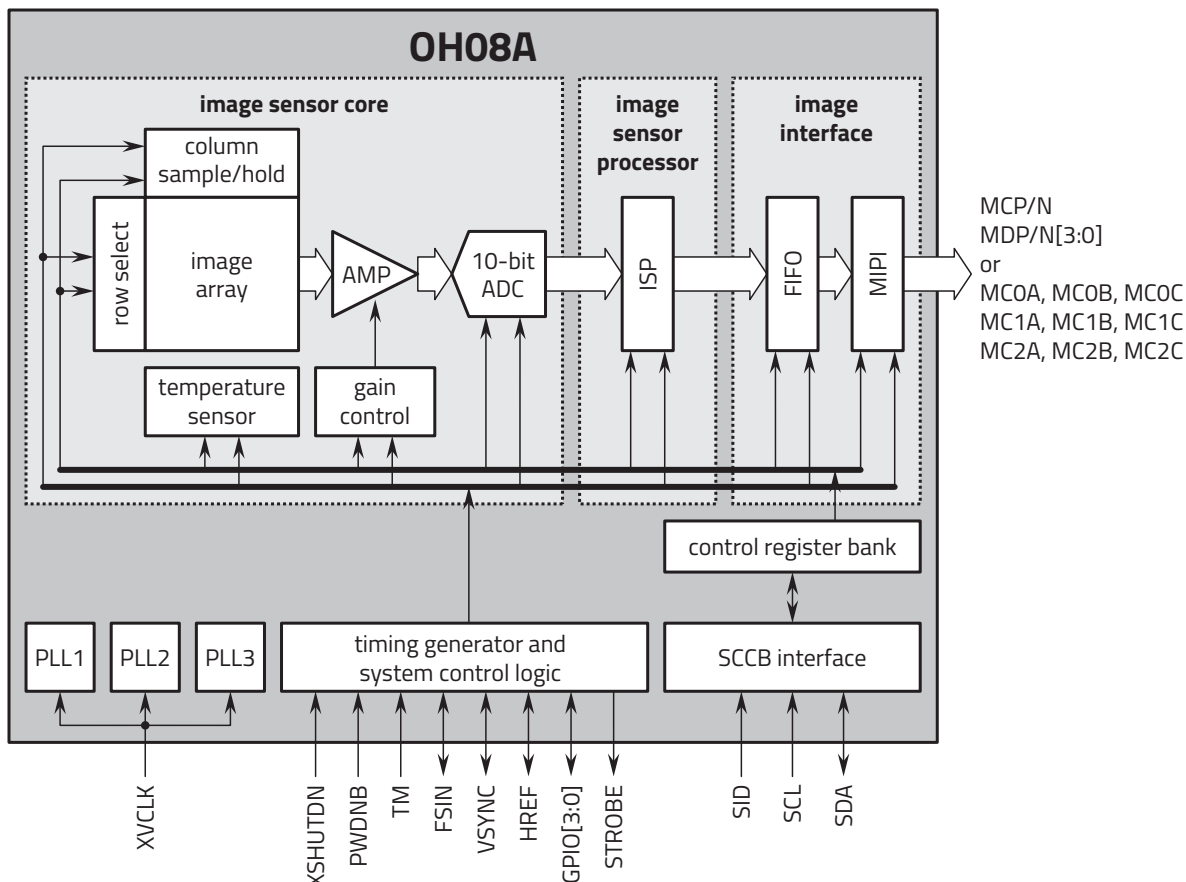 OH08A
image sensor core
image
sensor
processor
image
interface
column
sample/hold
row select
image
array
AMP
10-bit
ADC
ISP
FIFO
MIPI
MCP/N
MDP/N[3:0]
or
MC0A, MC0B, MC0C
MC1A, MC1B, MC1C
MC2A, MC2B, MC2C
temperature
sensor
gain
control
control register bank
PLL1
PLL2
PLL3
timing generator and
system control logic
SCCB interface
XVCLK
XSHUTDN
PWDNB
TM
FSIN
VSYNC
HREF
GPIO[3:0]
STROBE
SID
SCL
SDA